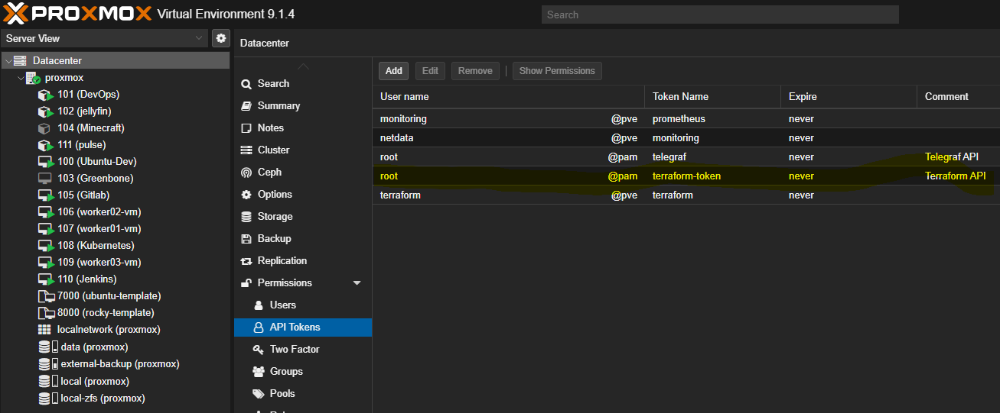 PROXMOX Virtual Environment 9.1.4
Search
Server View
Datacenter
proxmox
101 (DevOps)
102 (jellyfin)
104 (Minecraft)
111 (pulse)
100 (Ubuntu-Dev)
103 (Greenbone)
105 (Gitlab)
106 (worker02-vm)
107 (worker01-vm)
108 (Kubernetes)
109 (worker03-vm)
110 (Jenkins)
7000 (ubuntu-template)
8000 (rocky-template)
localnetwork (proxmox)
data (proxmox)
external-backup (proxmox)
local (proxmox)
local-zfs (proxmox)
Datacenter
Search
Summary
Notes
Cluster
Ceph
Options
Storage
Backup
Replication
Permissions
Users
API Tokens
Two Factor
Groups
Pools
Add Edit Remove Show Permissions
User name Token Name Expire Comment
monitoring @pve prometheus never
netdata @pve monitoring never
root @pam telegraf never Telegraf API
root @pam terraform-token never Terraform API
terraform @pve terraform never